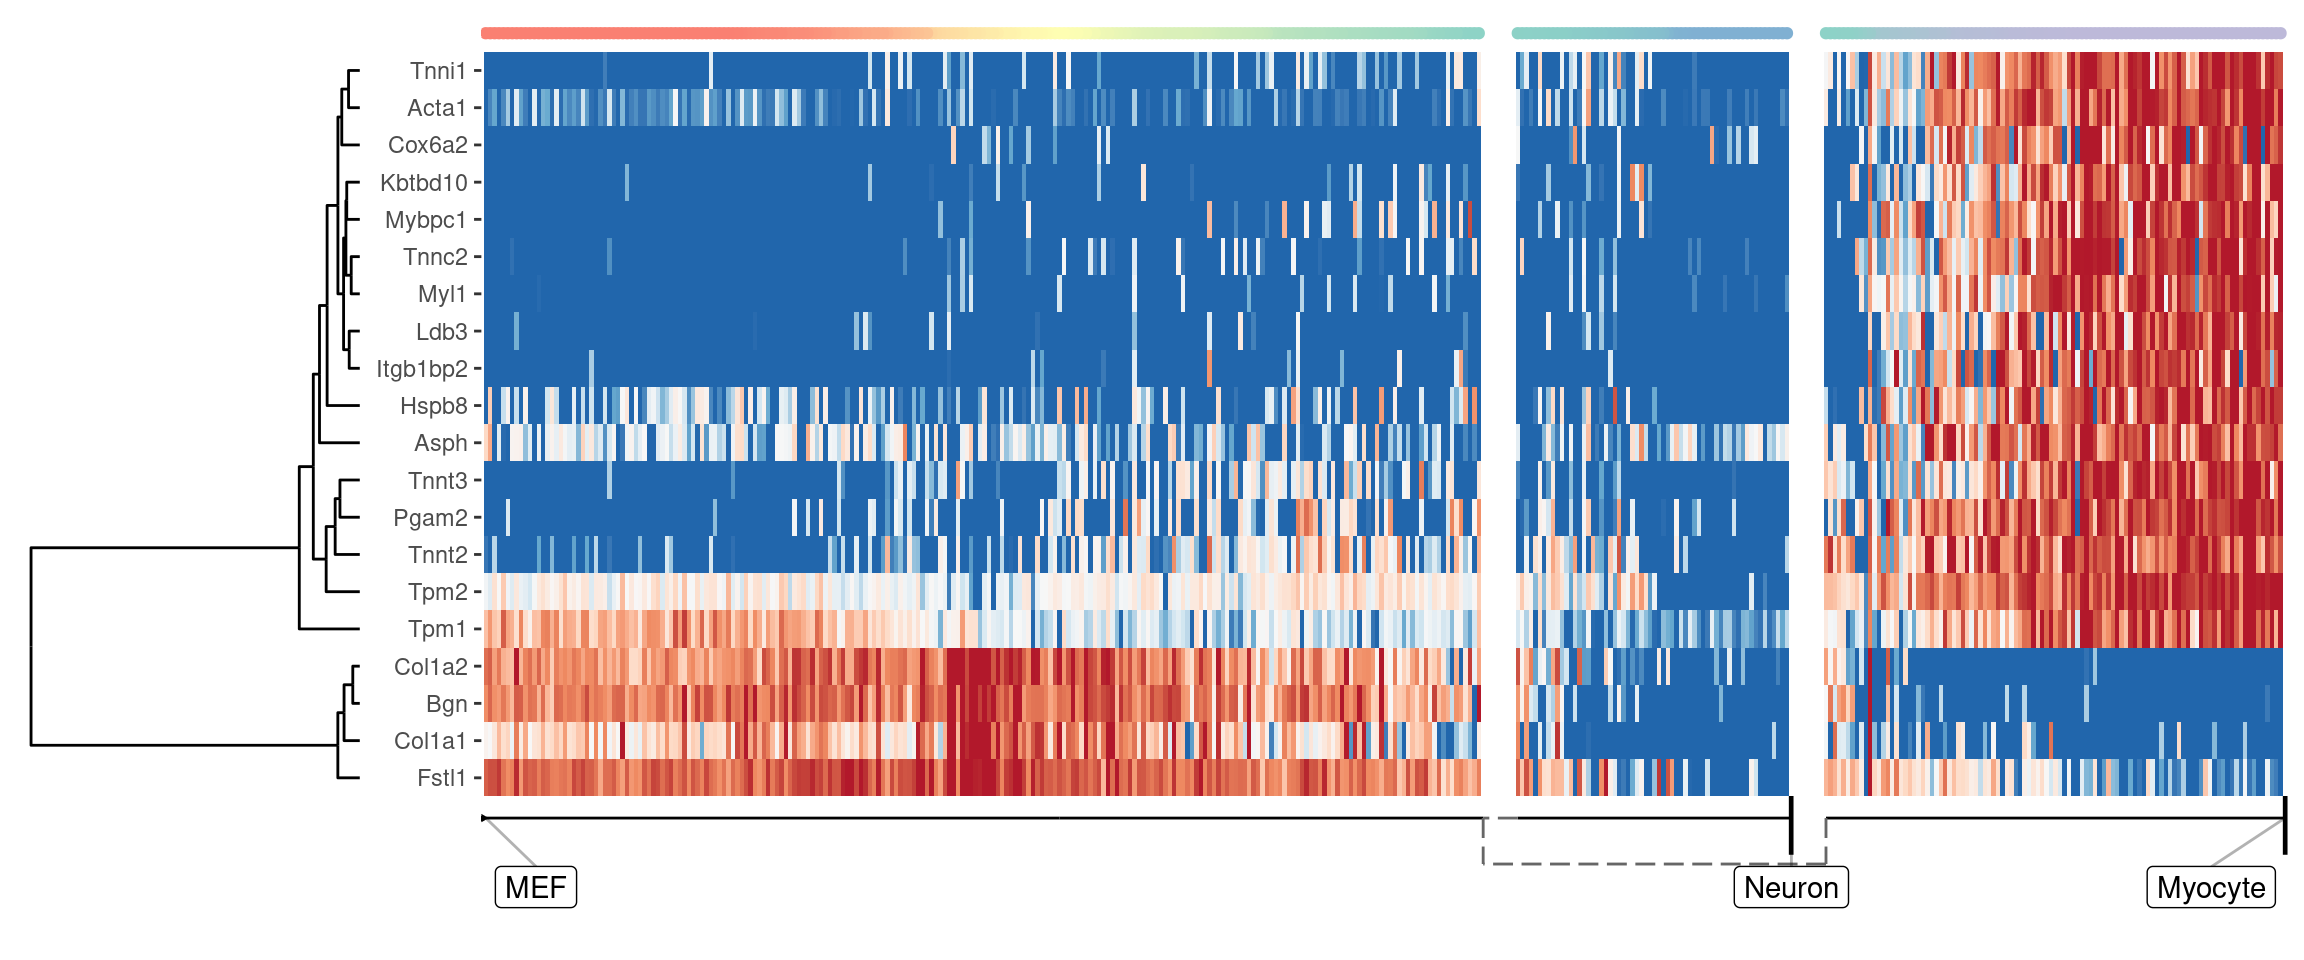 Tnni1
Acta1
Cox6a2
Kbtbd10
Mybpc1
Tnnc2
Myl1
Ldb3
Itgb1bp2
Hspb8
Asph
Tnnt3
Pgam2
Tnnt2
Tpm2
Tpm1
Col1a2
Bgn
Col1a1
Fstl1
MEF
Neuron
Myocyte